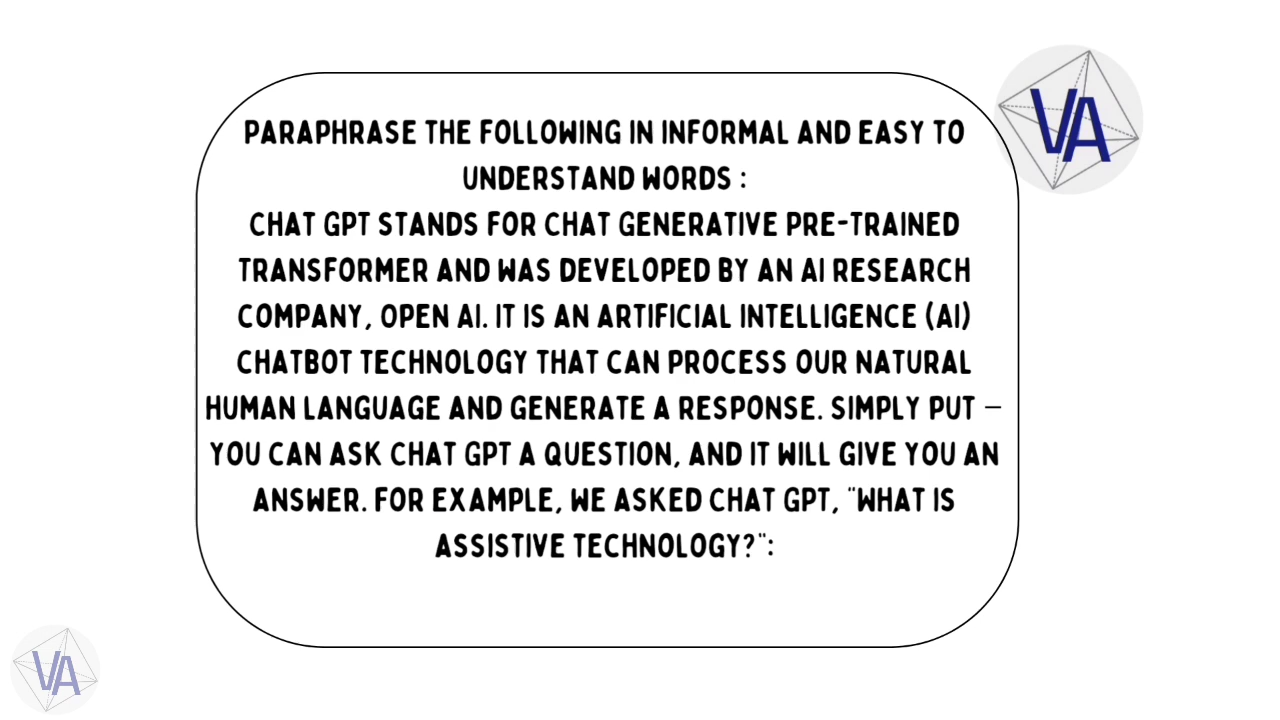 PARAPHRASE THE FOLLOWING IN INFORMAL AND EASY TO
UNDERSTAND WORDS :
CHAT GPT STANDS FOR CHAT GENERATIVE PRE-TRAINED
TRANSFORMER AND WAS DEVELOPED BY AN AI RESEARCH
COMPANY, OPEN AI. IT IS AN ARTIFICIAL INTELLIGENCE (AI)
CHATBOT TECHNOLOGY THAT CAN PROCESS OUR NATURAL
HUMAN LANGUAGE AND GENERATE A RESPONSE. SIMPLY PUT –
YOU CAN ASK CHAT GPT A QUESTION, AND IT WILL GIVE YOU AN
ANSWER. FOR EXAMPLE, WE ASKED CHAT GPT, "WHAT IS
ASSISTIVE TECHNOLOGY?":
VA
VA